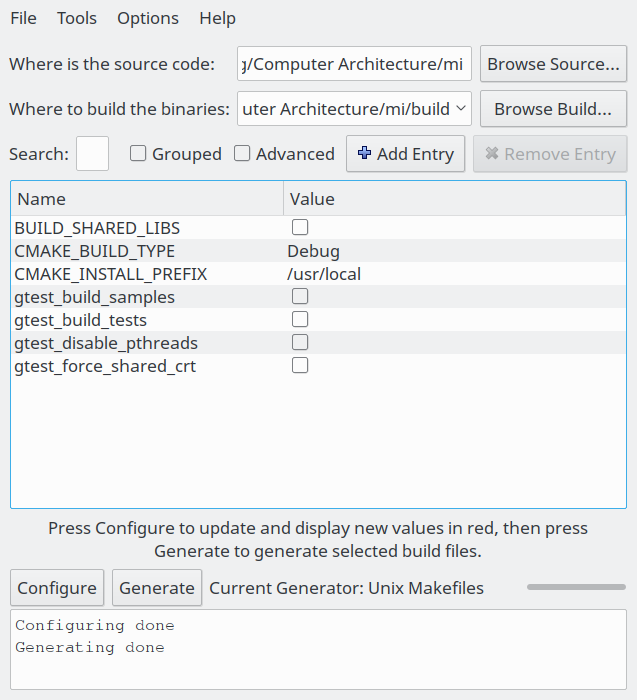 File Tools Options Help
Where is the source code: g/Computer Architecture/mi Browse Source...
Where to build the binaries: uter Architecture/mi/build Browse Build...
Search: Grouped Advanced Add Entry Remove Entry
Name Value
BUILD_SHARED_LIBS
CMAKE_BUILD_TYPE Debug
CMAKE_INSTALL_PREFIX /usr/local
gtest_build_samples
gtest_build_tests
gtest_disable_pthreads
gtest_force_shared_crt
Press Configure to update and display new values in red, then press
Generate to generate selected build files.
Configure Generate Current Generator: Unix Makefiles
Configuring done
Generating done